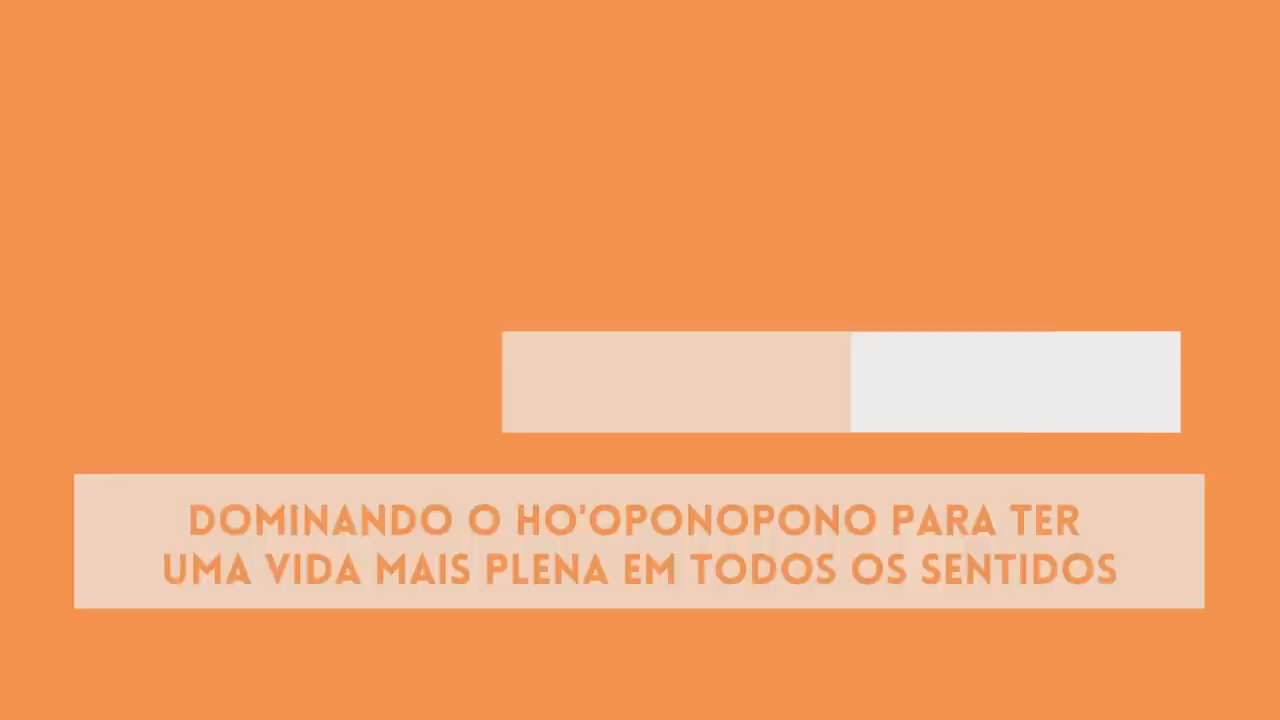 DOMINANDO O HO'OPONOPONO PARA TER
UMA VIDA MAIS PLENA EM TODOS OS SENTIDOS